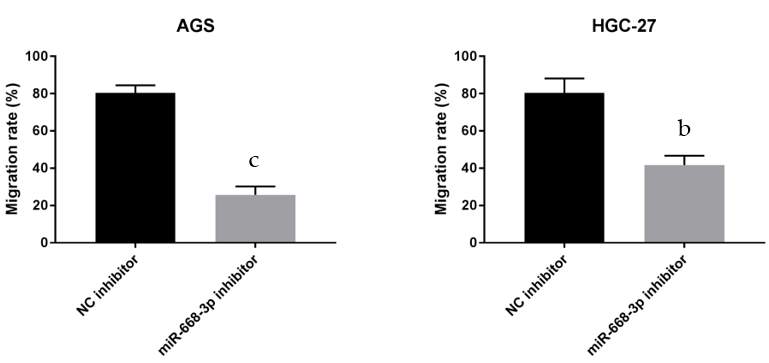 AGS
Migration rate (%)
100
80
60
40
20
0
c
NC inhibitor
miR-668-3p inhibitor
HGC-27
Migration rate (%)
100
80
60
40
20
0
b
NC inhibitor
miR-668-3p inhibitor